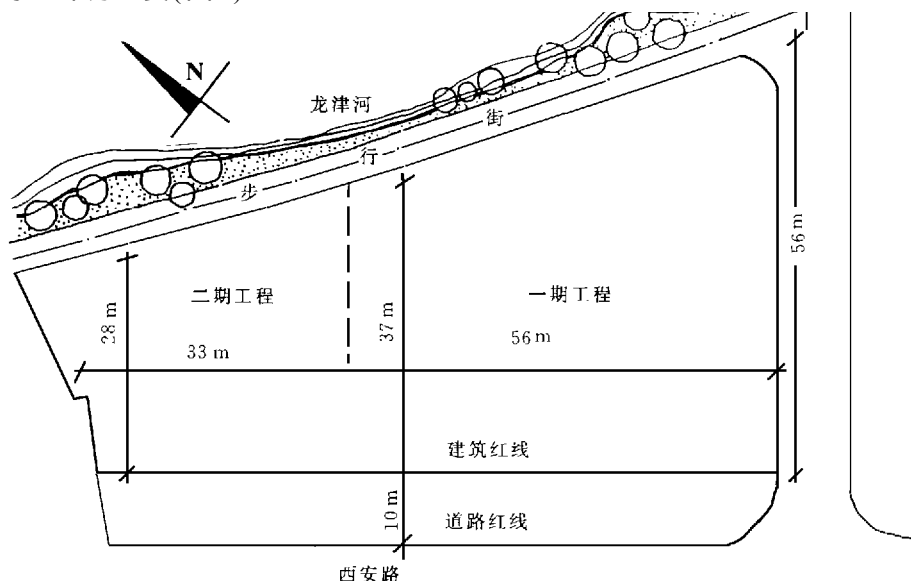 N
龙津河
步行街
56 m
二期工程
一期工程
28 m
37 m
33 m
56 m
建筑红线
10 m
道路红线
西安路